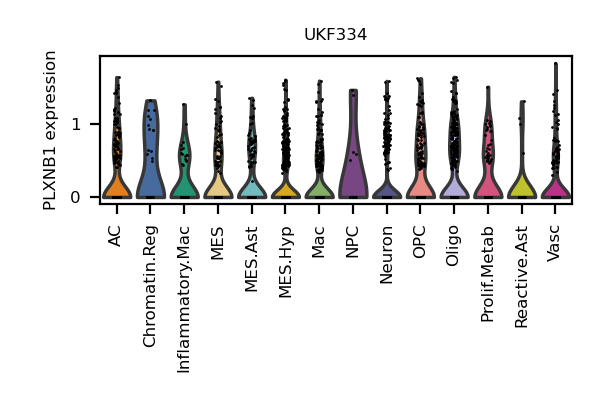 UKF334
PLXNB1 expression
1
0
AC
Chromatin.Reg
Inflammatory.Mac
MES
MES.Ast
MES.Hyp
Mac
NPC
Neuron
OPC
Oligo
Prolif.Metab
Reactive.Ast
Vasc